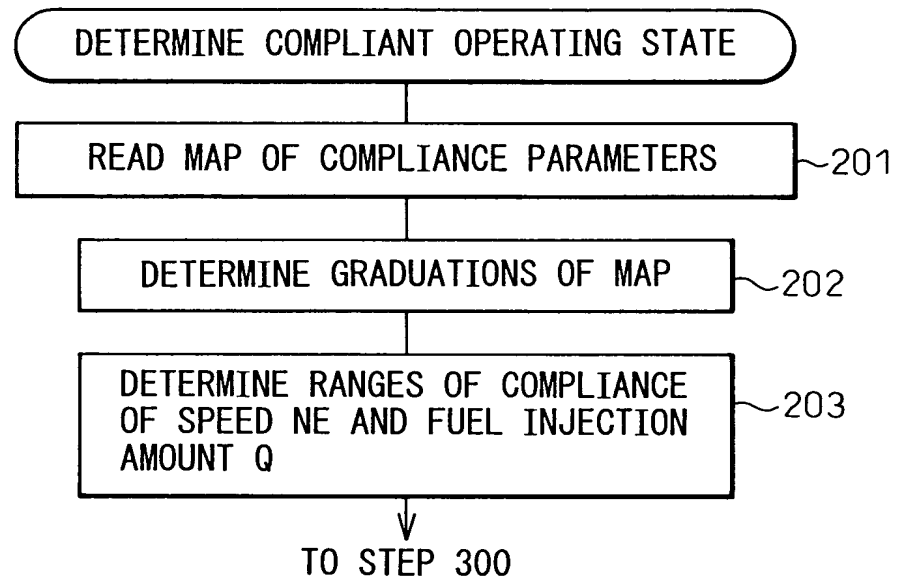 DETERMINE COMPLIANT OPERATING STATE
READ MAP OF COMPLIANCE PARAMETERS
201
DETERMINE GRADUATIONS OF MAP
202
DETERMINE RANGES OF COMPLIANCE
OF SPEED NE AND FUEL INJECTION
AMOUNT Q
203
TO STEP 300